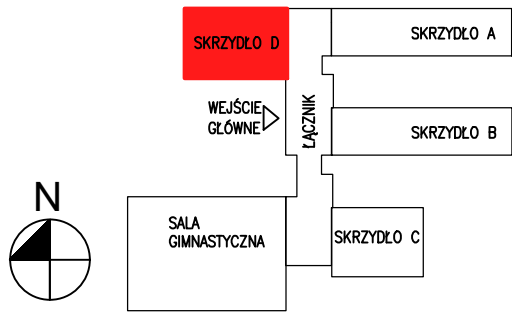 SKRZYDŁO D
SKRZYDŁO A
WEJŚCIE
GŁÓWNE
ŁĄCZNIK
SKRZYDŁO B
N
SALA
GIMNASTYCZNA
SKRZYDŁO C